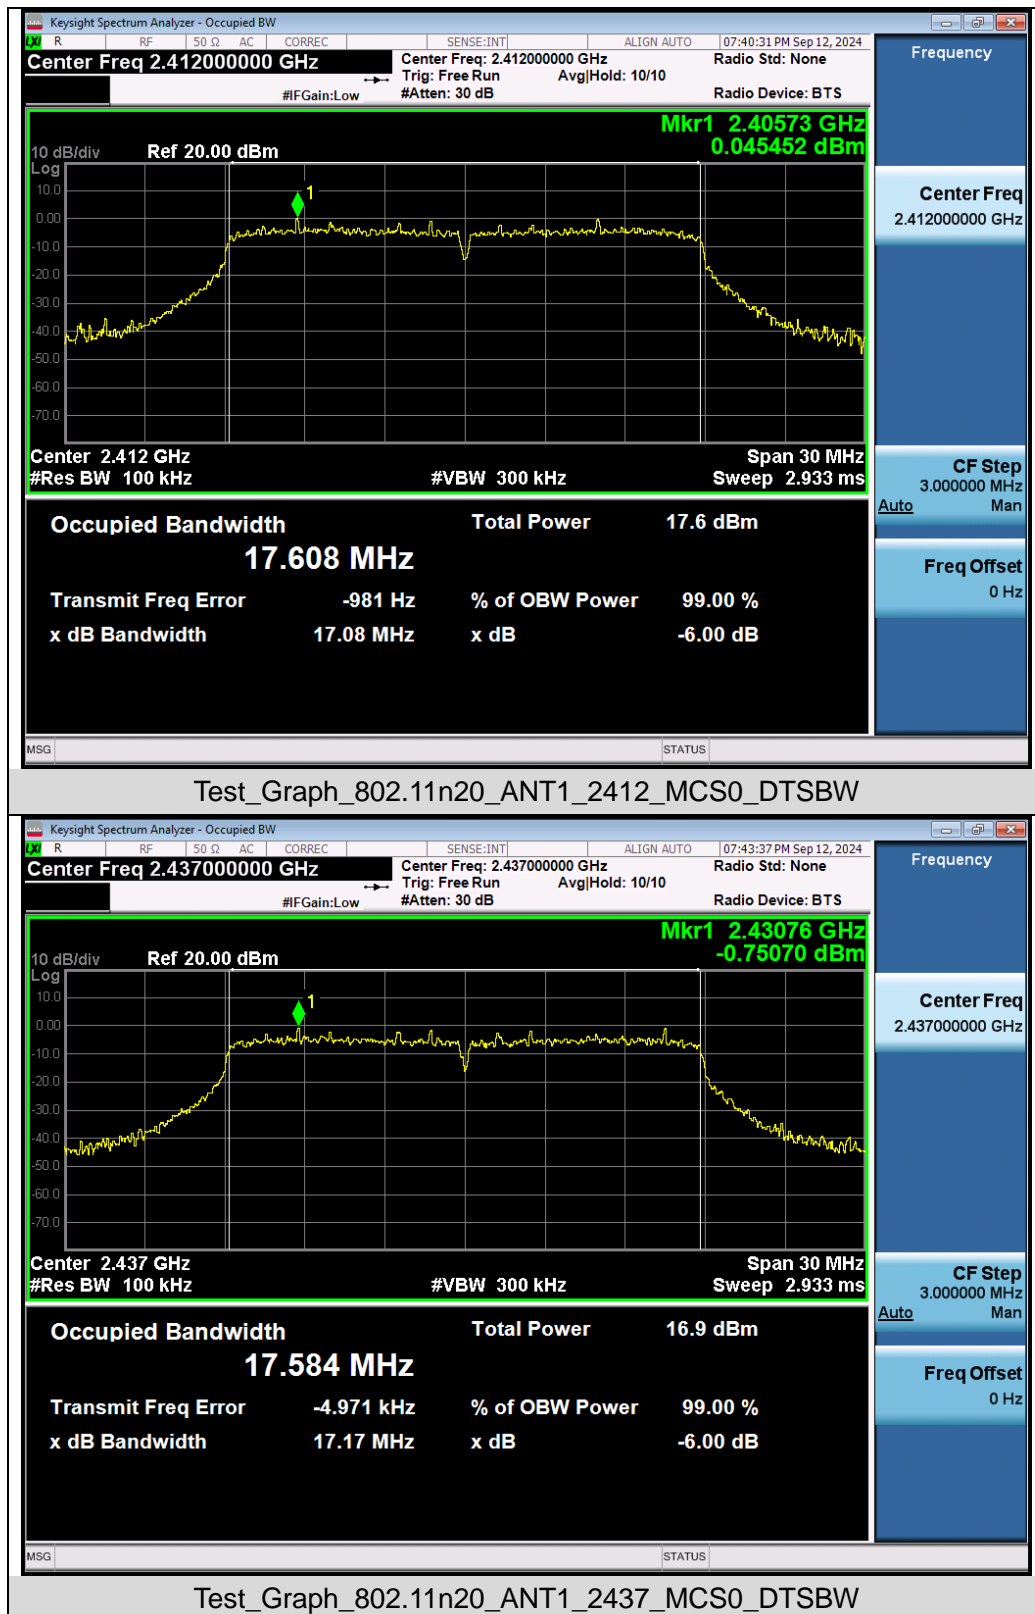 Keysight Spectrum Analyzer - Occupied BW
LXI R RF 50 Ω AC CORREC SENSE:INT ALIGN AUTO 07:40:31 PM Sep 12, 2024
Center Freq 2.412000000 GHz
Center Freq: 2.412000000 GHz Radio Std: None
Trig: Free Run Avg|Hold: 10/10
#IFGain:Low #Atten: 30 dB Radio Device: BTS
Frequency
Mkr1 2.40573 GHz
0.045452 dBm
10 dB/div Ref 20.00 dBm
Log
10.0
1
0.00
-10.0
-20.0
-30.0
-40.0
-50.0
-60.0
-70.0
Center Freq
2.412000000 GHz
Center 2.412 GHz Span 30 MHz
#Res BW 100 kHz #VBW 300 kHz Sweep 2.933 ms
CF Step
3.000000 MHz
Auto Man
Occupied Bandwidth Total Power 17.6 dBm
17.608 MHz
Transmit Freq Error -981 Hz % of OBW Power 99.00 %
x dB Bandwidth 17.08 MHz x dB -6.00 dB
Freq Offset
0 Hz
MSG STATUS
Test_Graph_802.11n20_ANT1_2412_MCS0_DTSBW
Keysight Spectrum Analyzer - Occupied BW
LXI R RF 50 Ω AC CORREC SENSE:INT ALIGN AUTO 07:43:37 PM Sep 12, 2024
Center Freq 2.437000000 GHz
Center Freq: 2.437000000 GHz Radio Std: None
Trig: Free Run Avg|Hold: 10/10
#IFGain:Low #Atten: 30 dB Radio Device: BTS
Frequency
Mkr1 2.43076 GHz
-0.75070 dBm
10 dB/div Ref 20.00 dBm
Log
10.0
1
0.00
-10.0
-20.0
-30.0
-40.0
-50.0
-60.0
-70.0
Center Freq
2.437000000 GHz
Center 2.437 GHz Span 30 MHz
#Res BW 100 kHz #VBW 300 kHz Sweep 2.933 ms
CF Step
3.000000 MHz
Auto Man
Occupied Bandwidth Total Power 16.9 dBm
17.584 MHz
Transmit Freq Error -4.971 kHz % of OBW Power 99.00 %
x dB Bandwidth 17.17 MHz x dB -6.00 dB
Freq Offset
0 Hz
MSG STATUS
Test_Graph_802.11n20_ANT1_2437_MCS0_DTSBW